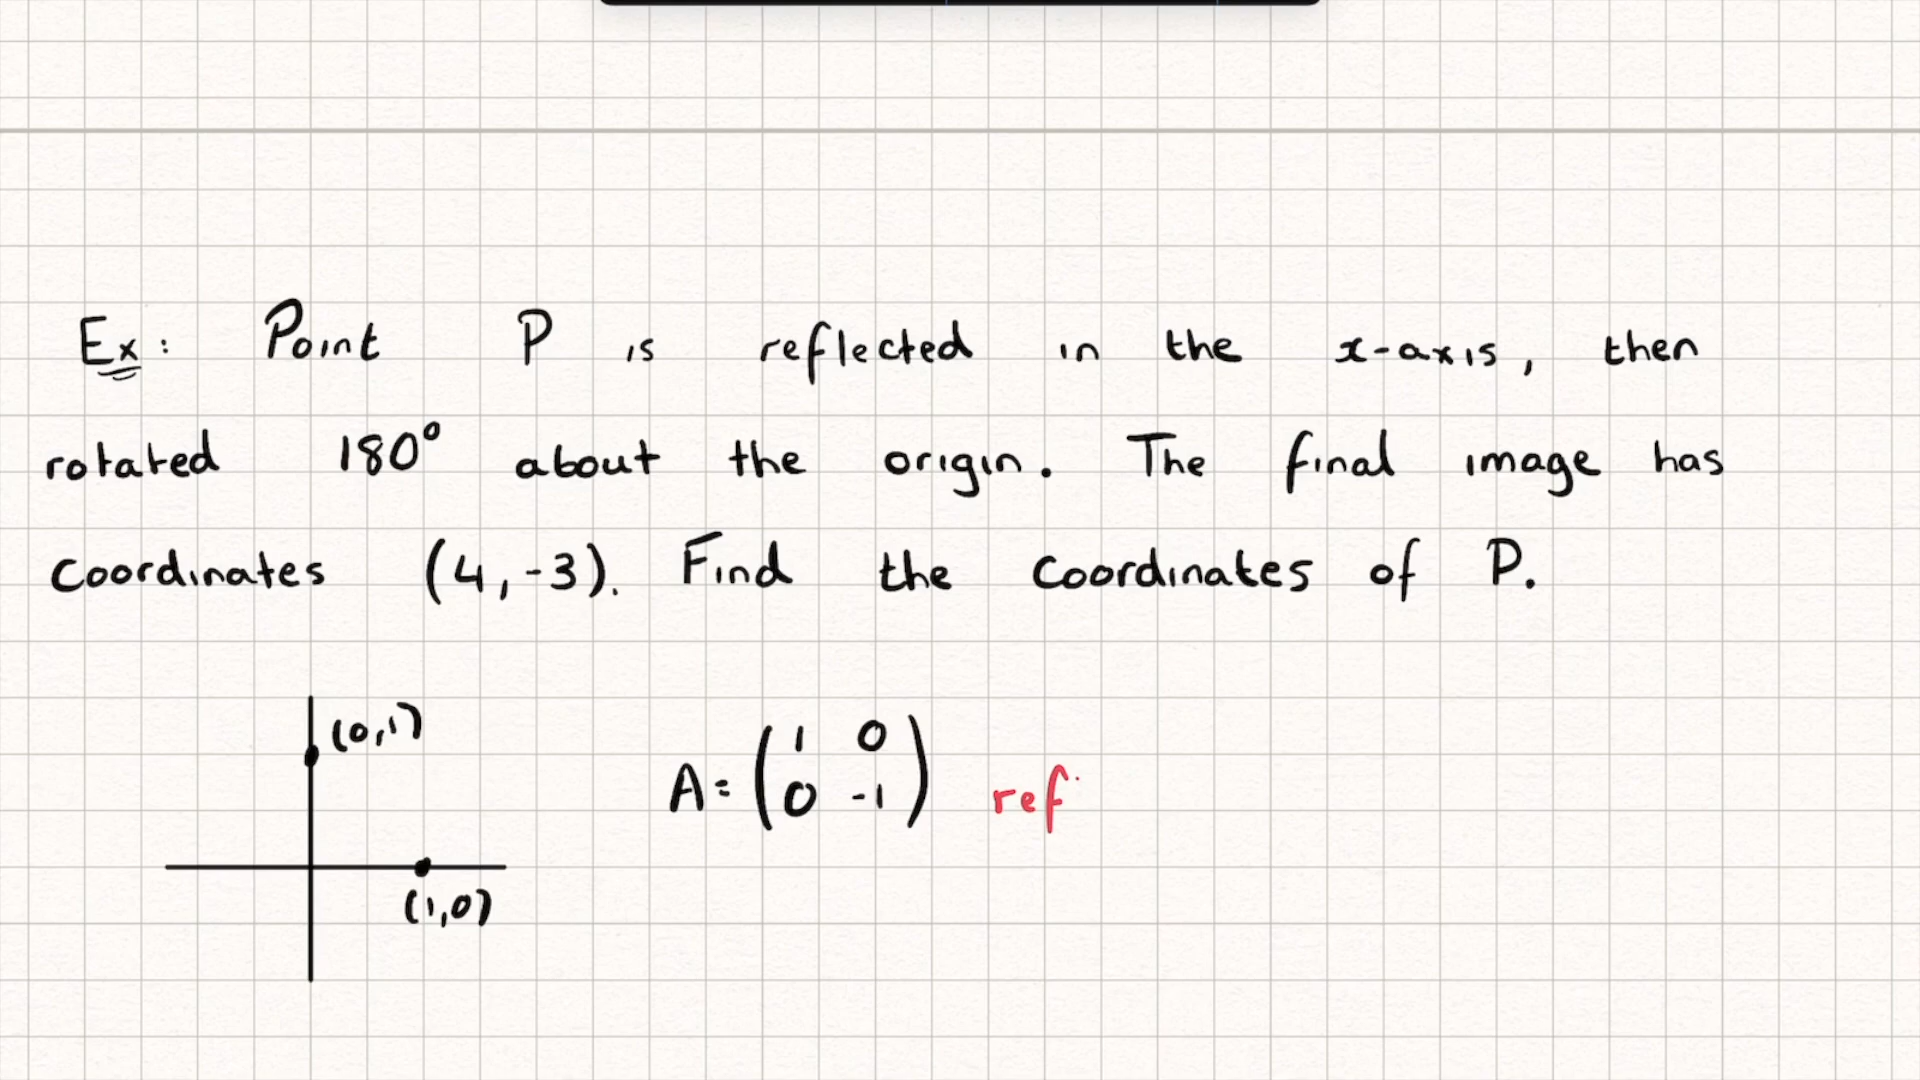 Ex: Point P is reflected in the x-axis, then
rotated 180° about the origin. The final image has
coordinates (4,-3). Find the coordinates of P.
(0,1)
(1,0)
A = ( 1 0
0 -1 ) ref